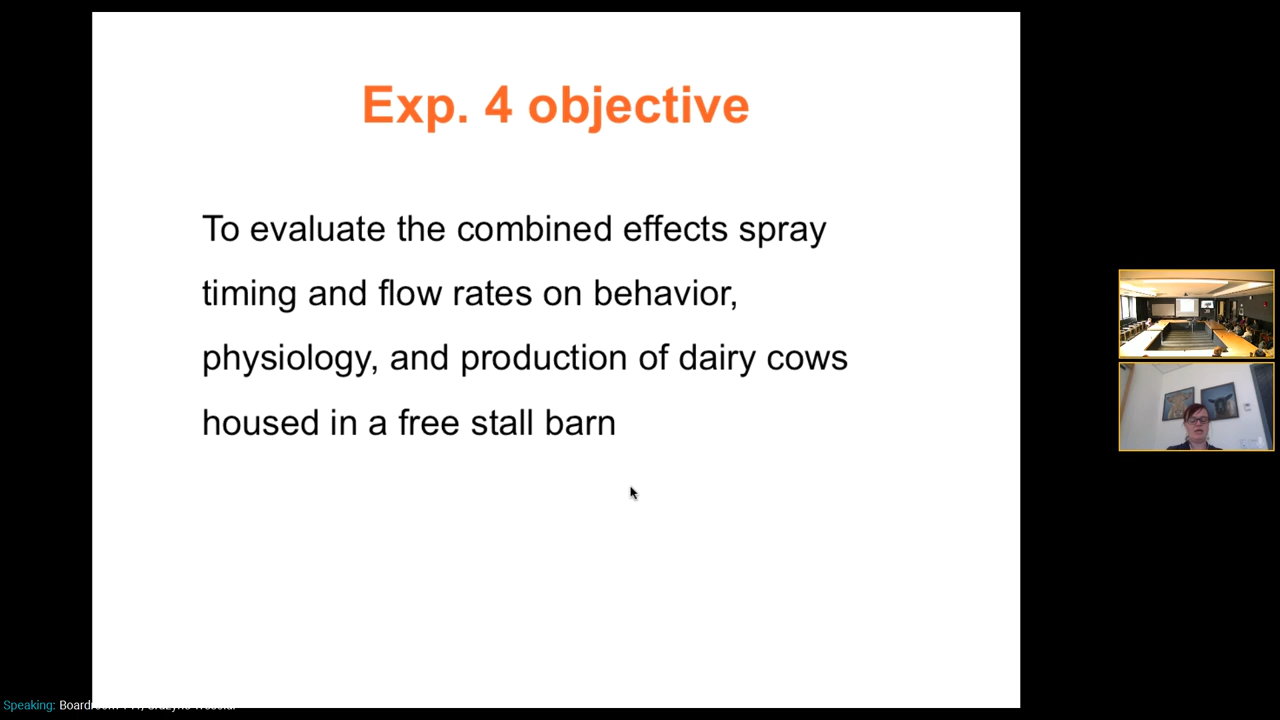 Exp. 4 objective
To evaluate the combined effects spray
timing and flow rates on behavior,
physiology, and production of dairy cows
housed in a free stall barn
Speaking: